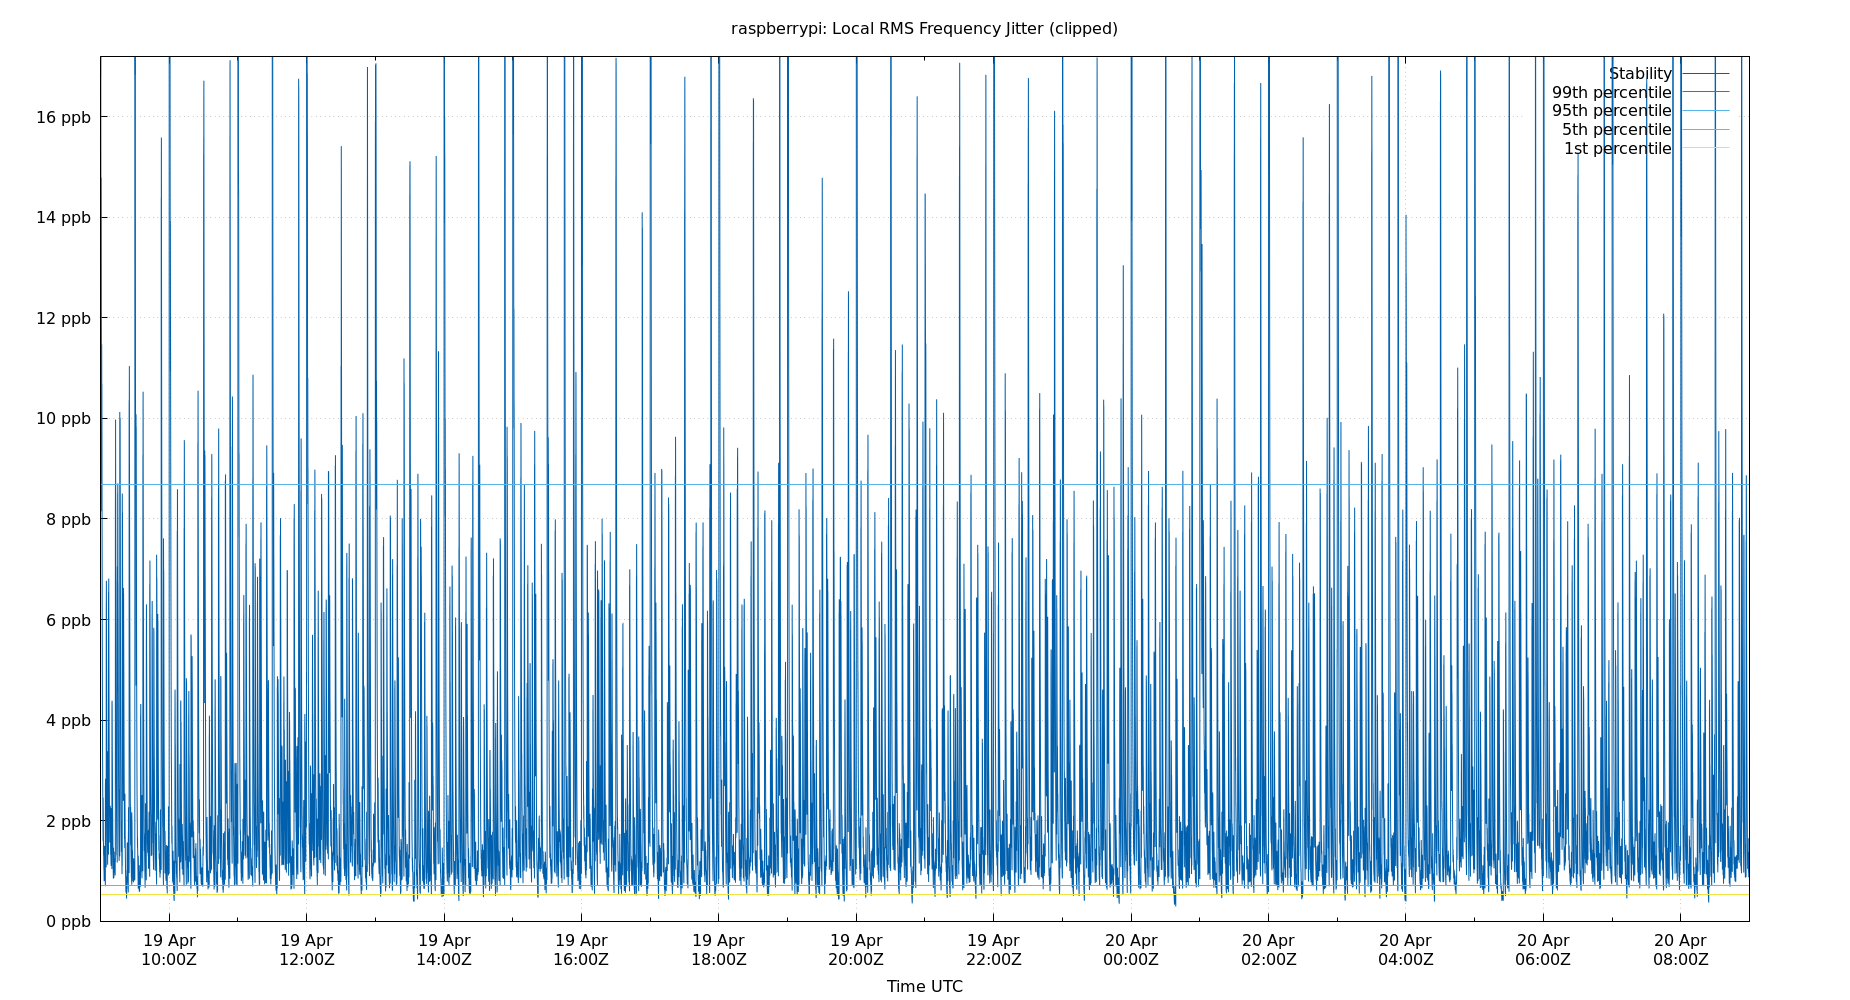 raspberrypi: Local RMS Frequency Jitter (clipped)
Stability
99th percentile
95th percentile
5th percentile
1st percentile
16 ppb
14 ppb
12 ppb
10 ppb
8 ppb
6 ppb
4 ppb
2 ppb
0 ppb
19 Apr 19 Apr 19 Apr 19 Apr 19 Apr 19 Apr 19 Apr 20 Apr 20 Apr 20 Apr 20 Apr 20 Apr
10:00Z 12:00Z 14:00Z 16:00Z 18:00Z 20:00Z 22:00Z 00:00Z 02:00Z 04:00Z 06:00Z 08:00Z
Time UTC